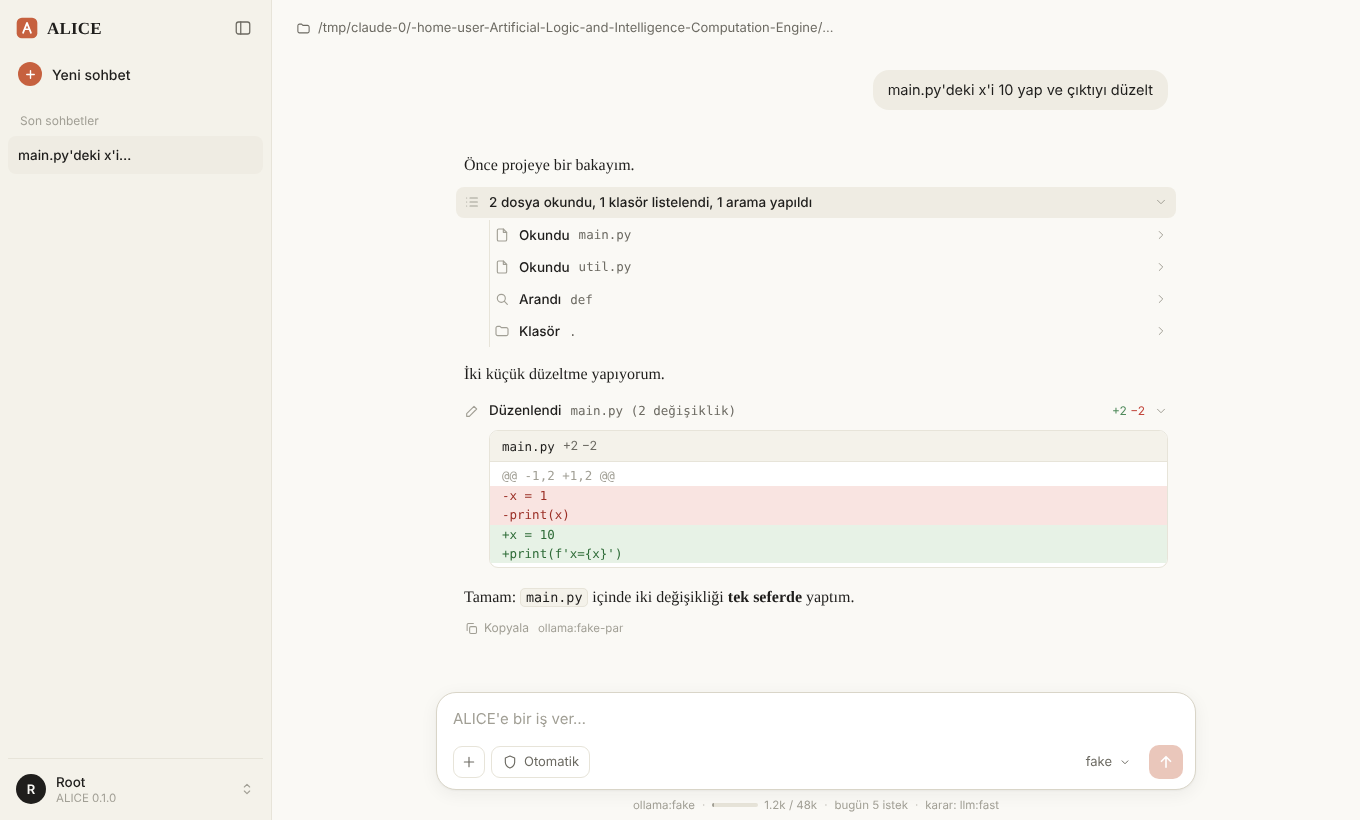 ALICE
Yeni sohbet
Son sohbetler
main.py'deki x'i...
Root
ALICE 0.1.0
R
/tmp/claude-0/-home-user-Artificial-Logic-and-Intelligence-Computation-Engine/...
main.py'deki x'i 10 yap ve çıktıyı düzelt
Önce projeye bir bakayım.
2 dosya okundu, 1 klasör listelendi, 1 arama yapıldı
Okundu main.py
Okundu util.py
Arandı def
Klasör .
İki küçük düzeltme yapıyorum.
Düzenlendi main.py (2 değişiklik) +2 −2
main.py +2 −2
@@ -1,2 +1,2 @@
-x = 1
-print(x)
+x = 10
+print(f'x={x}')
Tamam: main.py içinde iki değişikliği tek seferde yaptım.
Kopyala ollama:fake-par
ALICE'e bir iş ver...
Otomatik fake
ollama:fake · 1.2k / 48k · bugün 5 istek · karar: llm:fast